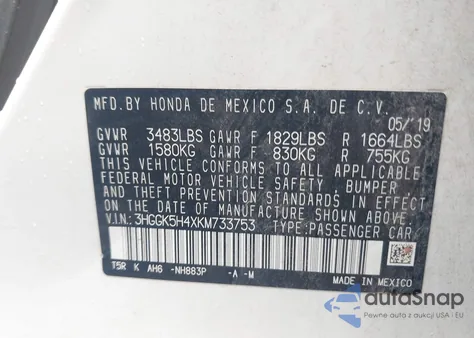 MFD.BY HONDA DE MEXICO S.A. DE C.V.
05/'19
GVWR 3483LBS GAWR F 1829LBS R 1664LBS
GVWR 1580KG GAWR F 830KG R 755KG
THIS VEHICLE CONFORMS TO ALL APPLICABLE
FEDERAL MOTOR VEHICLE SAFETY, BUMPER
AND THEFT PREVENTION STANDARDS IN EFFECT
ON THE DATE OF MANUFACTURE SHOWN ABOVE.
V.I.N: 3HGGK5H4XKM733753 TYPE:PASSENGER CAR
T5R K AH6 -NH883P -A-M
MADE IN MEXICO
autosnap
Pewne auta z aukcji USA i EU